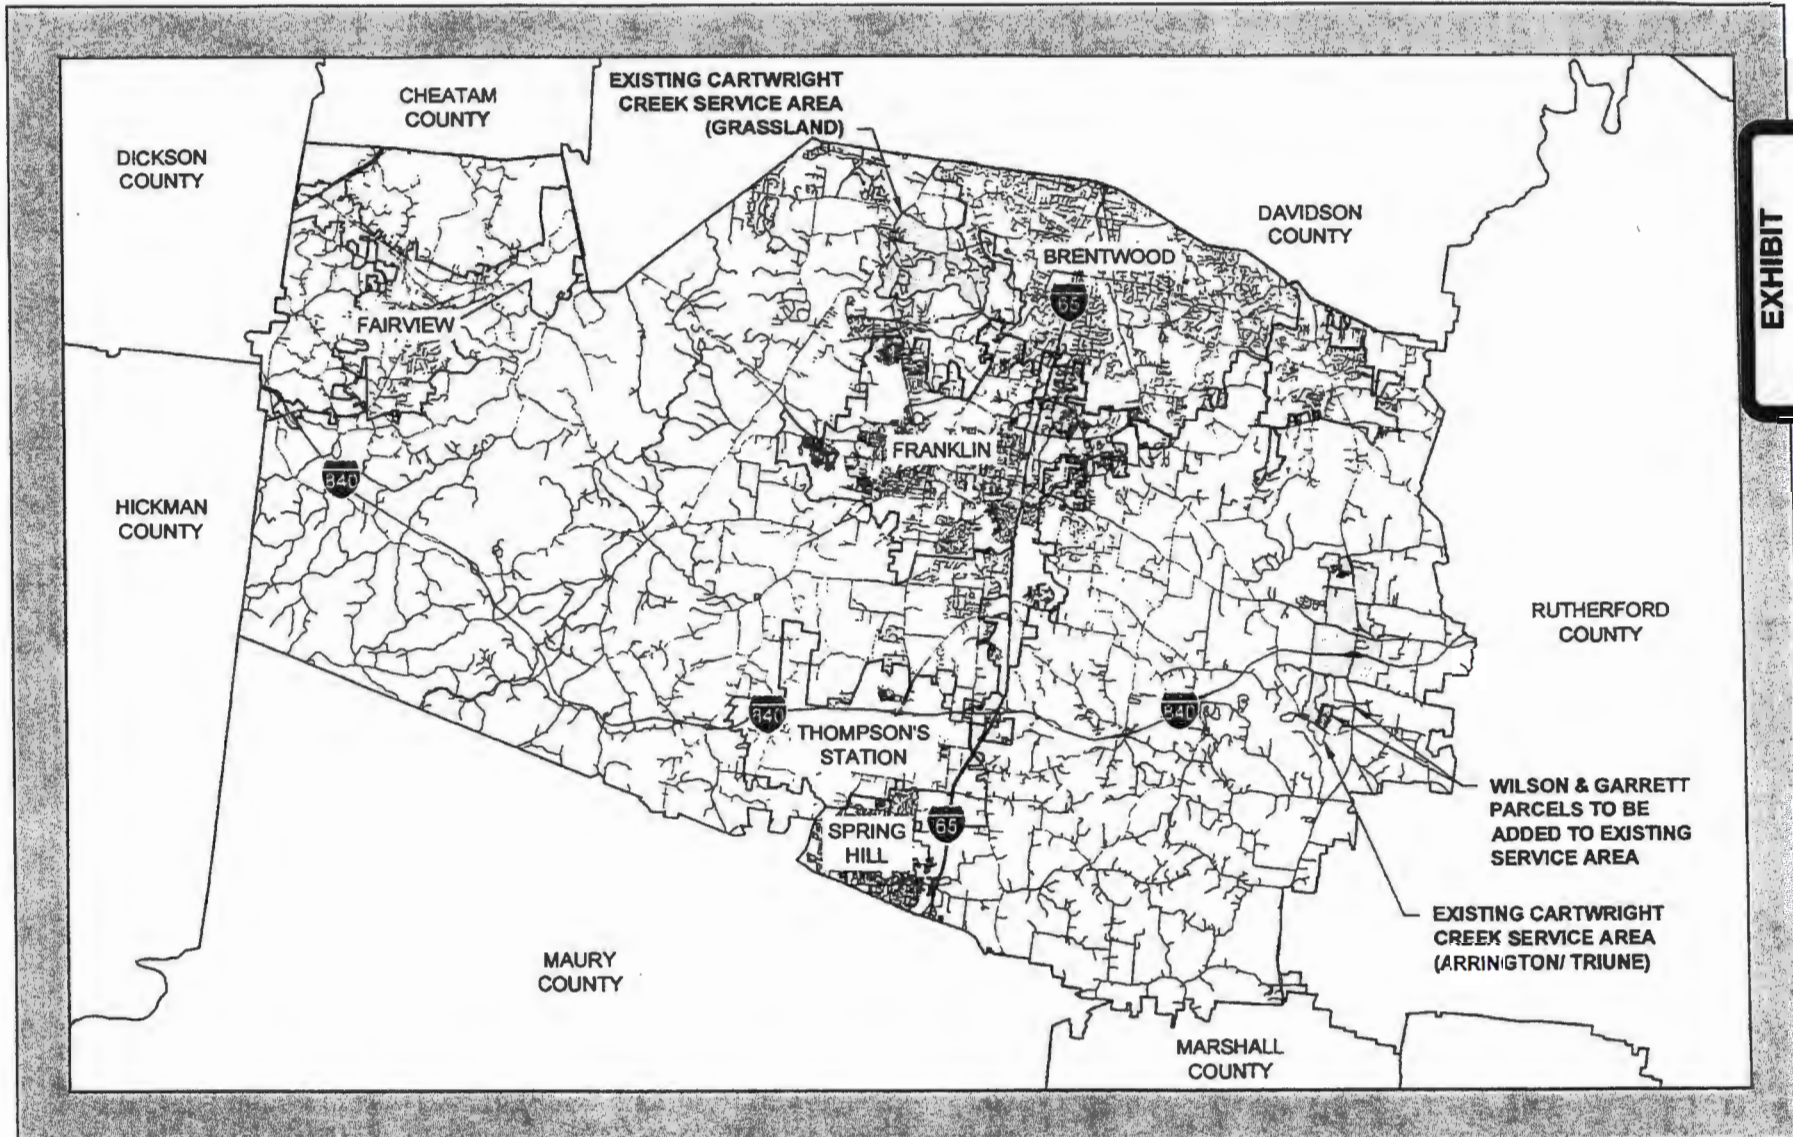 EXISTING CARTWRIGHT
CREEK SERVICE AREA
(GRASSLAND)
CHEATAM
COUNTY
DICKSON
COUNTY
DAVIDSON
COUNTY
EXHIBIT
BRENTWOOD
65
FAIRVIEW
FRANKLIN
840
HICKMAN
COUNTY
RUTHERFORD
COUNTY
840
840
THOMPSON'S
STATION
WILSON & GARRETT
PARCELS TO BE
ADDED TO EXISTING
SERVICE AREA
SPRING
HILL
65
EXISTING CARTWRIGHT
CREEK SERVICE AREA
(ARRINGTON/ TRIUNE)
MAURY
COUNTY
MARSHALL
COUNTY